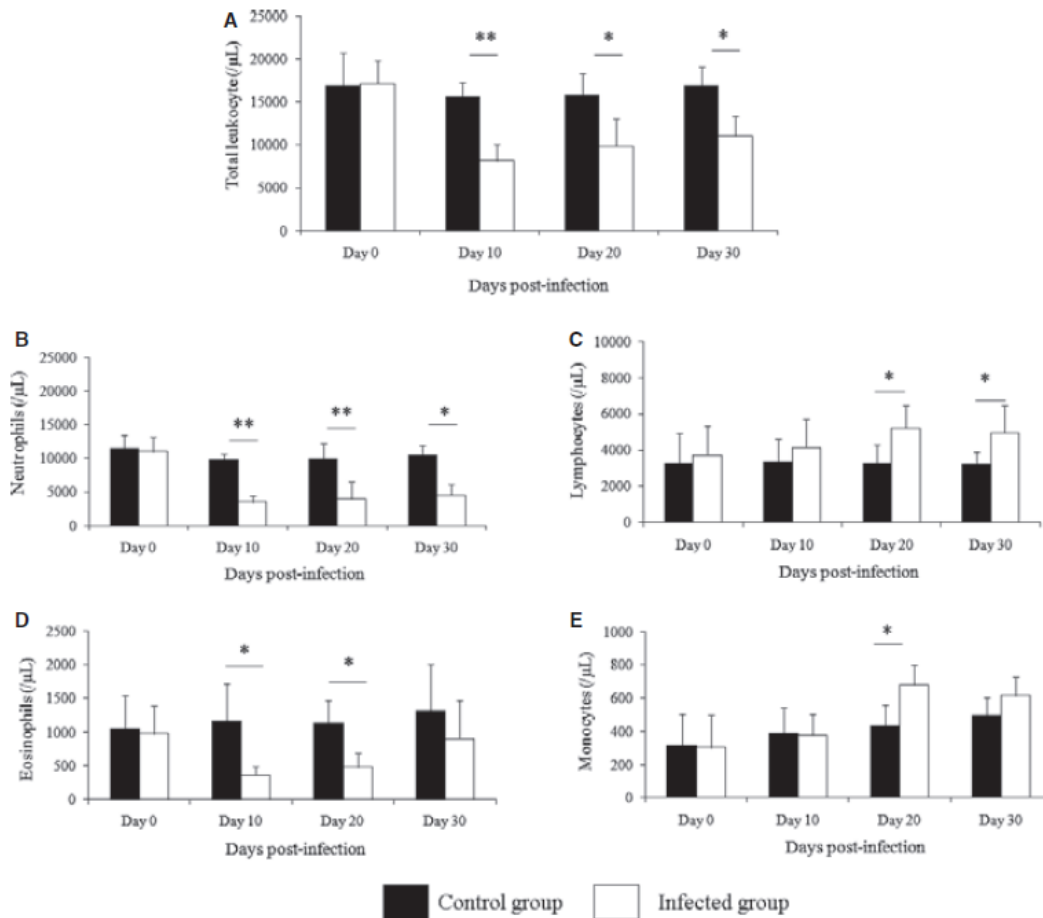 A
Total leukocyte (/µL)
25000
20000
15000
10000
5000
0
** * *
Day 0 Day 10 Day 20 Day 30
Days post-infection
B
Neutrophils (/µL)
25000
20000
15000
10000
5000
0
** ** *
Day 0 Day 10 Day 20 Day 30
Days post-infection
C
Lymphocytes (/µL)
10000
8000
6000
4000
2000
0
* *
Day 0 Day 10 Day 20 Day 30
Days post-infection
D
Eosinophils (/µL)
2500
2000
1500
1000
500
0
* *
Day 0 Day 10 Day 20 Day 30
Days post-infection
E
Monocytes (/µL)
1000
800
600
400
200
0
*
Day 0 Day 10 Day 20 Day 30
Days post-infection
Control group Infected group